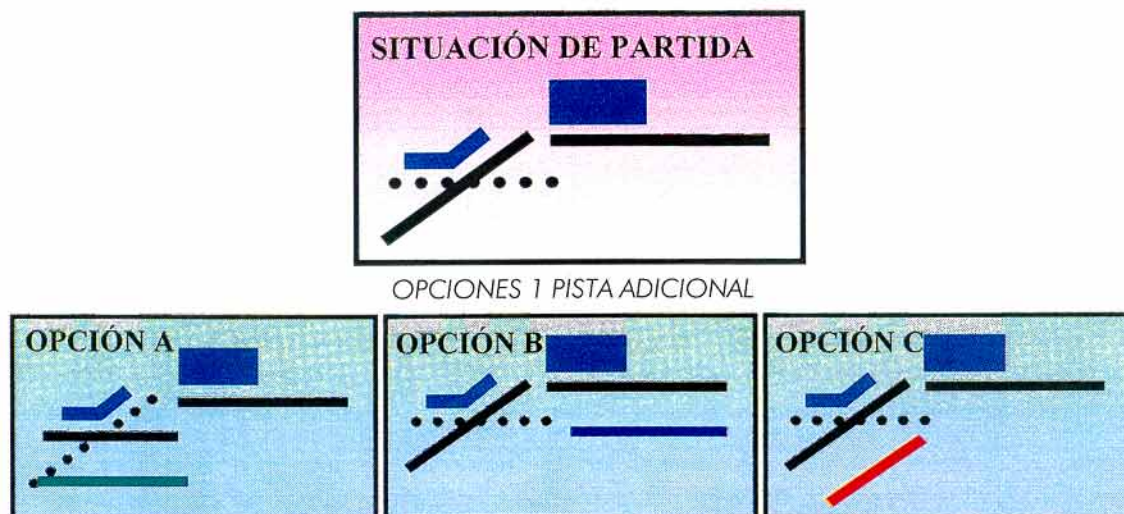 SITUACIÓN DE PARTIDA
OPCIONES 1 PISTA ADICIONAL
OPCIÓN A
OPCIÓN B
OPCIÓN C